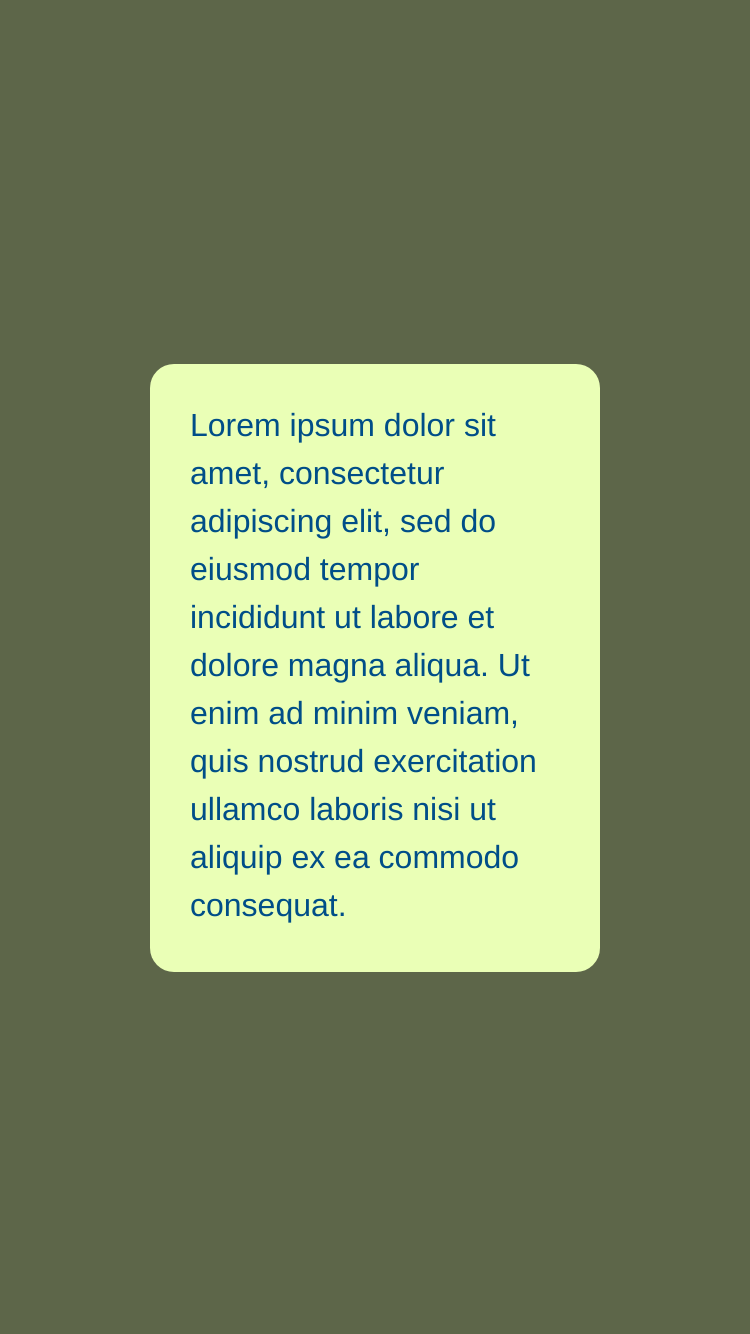 Lorem ipsum dolor sit
amet, consectetur
adipiscing elit, sed do
eiusmod tempor
incididunt ut labore et
dolore magna aliqua. Ut
enim ad minim veniam,
quis nostrud exercitation
ullamco laboris nisi ut
aliquip ex ea commodo
consequat.